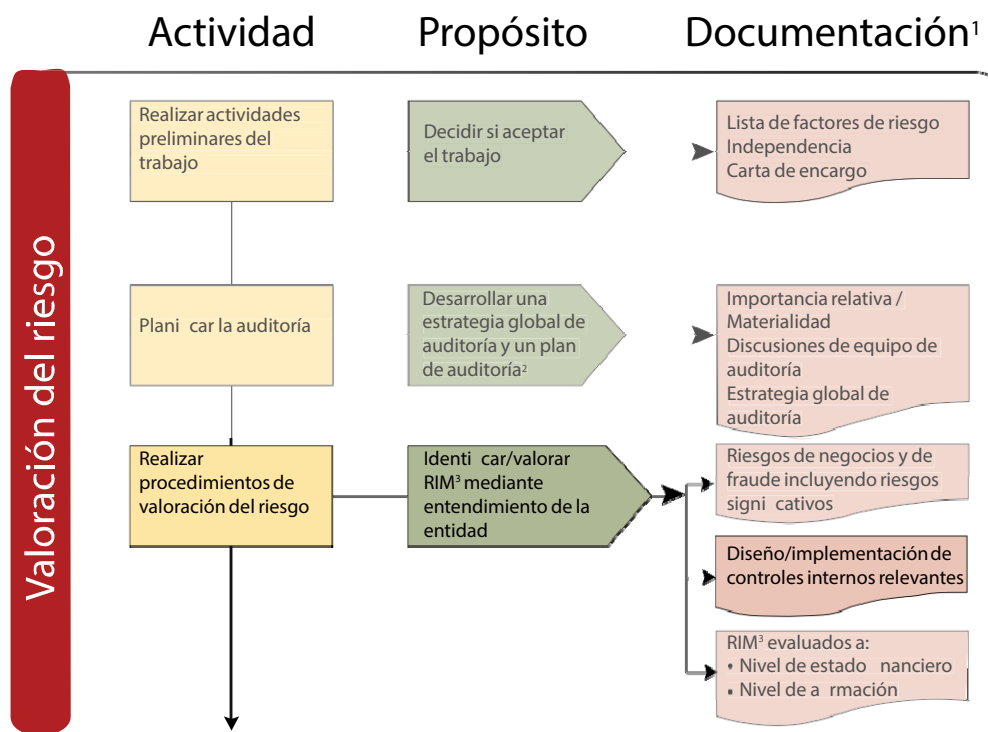 Actividad Propósito Documentación¹
Valoración del riesgo
Realizar actividades
preliminares del
trabajo
Decidir si aceptar
el trabajo
Lista de factores de riesgo
Independencia
Carta de encargo
Plani car la auditoría
Desarrollar una
estrategia global de
auditoría y un plan
de auditoría²
Importancia relativa /
Materialidad
Discusiones de equipo de
auditoría
Estrategia global de
auditoría
Realizar
procedimientos de
valoración del riesgo
Identi car/valorar
RIM³ mediante
entendimiento de la
entidad
Riesgos de negocios y de
fraude incluyendo riesgos
signi cativos
Diseño/implementación de
controles internos relevantes
RIM³ evaluados a:
• Nivel de estado nanciero
• Nivel de a rmación